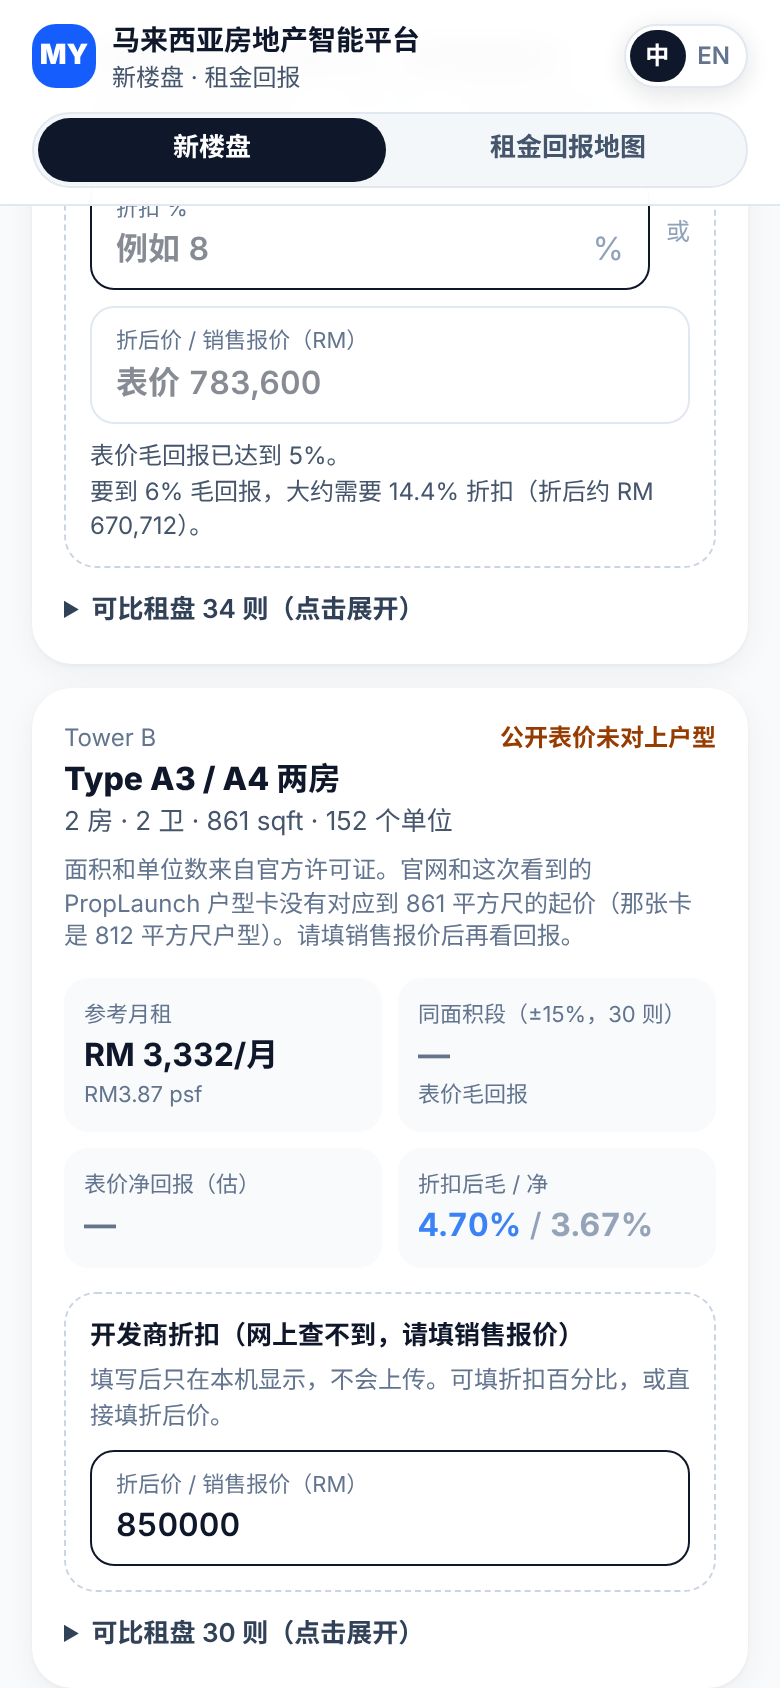 MY
马来西亚房地产智能平台
新楼盘 · 租金回报
中 EN
新楼盘 租金回报地图
折扣 %
例如 8 %
或
折后价 / 销售报价（RM）
表价 783,600
表价毛回报已达到 5%。
要到 6% 毛回报，大约需要 14.4% 折扣（折后约 RM
670,712）。
▶ 可比租盘 34 则（点击展开）
Tower B 公开表价未对上户型
Type A3 / A4 两房
2 房 · 2 卫 · 861 sqft · 152 个单位
面积和单位数来自官方许可证。官网和这次看到的
PropLaunch 户型卡没有对应到 861 平方尺的起价（那张卡
是 812 平方尺户型）。请填销售报价后再看回报。
参考月租
RM 3,332/月
RM3.87 psf
同面积段（±15%，30 则）
—
表价毛回报
表价净回报（估）
—
折扣后毛 / 净
4.70% / 3.67%
开发商折扣（网上查不到，请填销售报价）
填写后只在本机显示，不会上传。可填折扣百分比，或直
接填折后价。
折后价 / 销售报价（RM）
850000
▶ 可比租盘 30 则（点击展开）